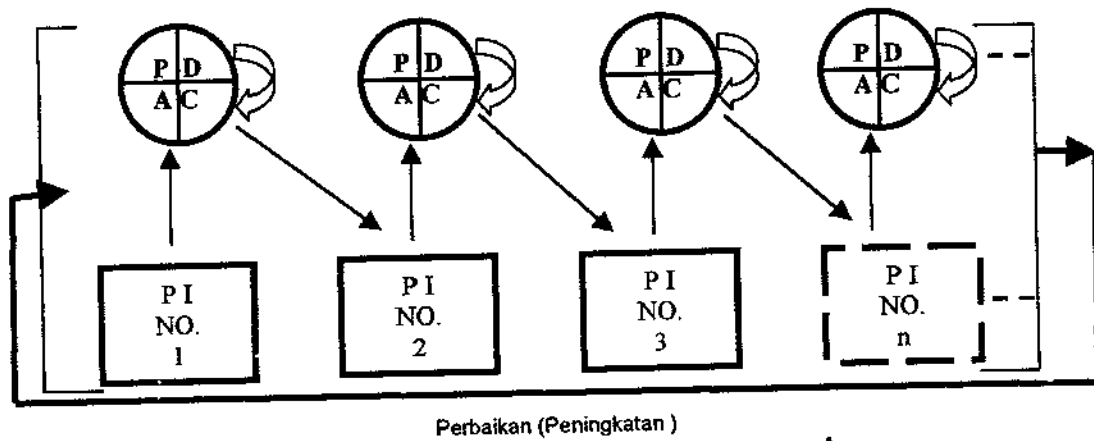 P D
A C
P D
A C
P D
A C
P D
A C
P I
NO.
1
P I
NO.
2
P I
NO.
3
P I
NO.
n
Perbaikan (Peningkatan )